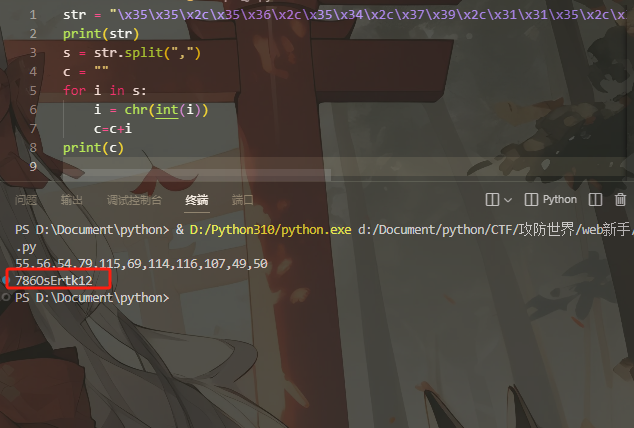 1 str = "\x35\x35\x2c\x35\x36\x2c\x35\x34\x2c\x37\x39\x2c\x31\x31\x35\x2c\x
2 print(str)
3 s = str.split(",")
4 c = ""
5 for i in s:
6 i = chr(int(i))
7 c=c+i
8 print(c)
9
问题 输出 调试控制台 终端 端口 Python
PS D:\Document\python> & D:/Python310/python.exe d:/Document/python/CTF/攻防世界/web新手/
.py
55,56,54,79,115,69,114,116,107,49,50
786OsErtk12
PS D:\Document\python>